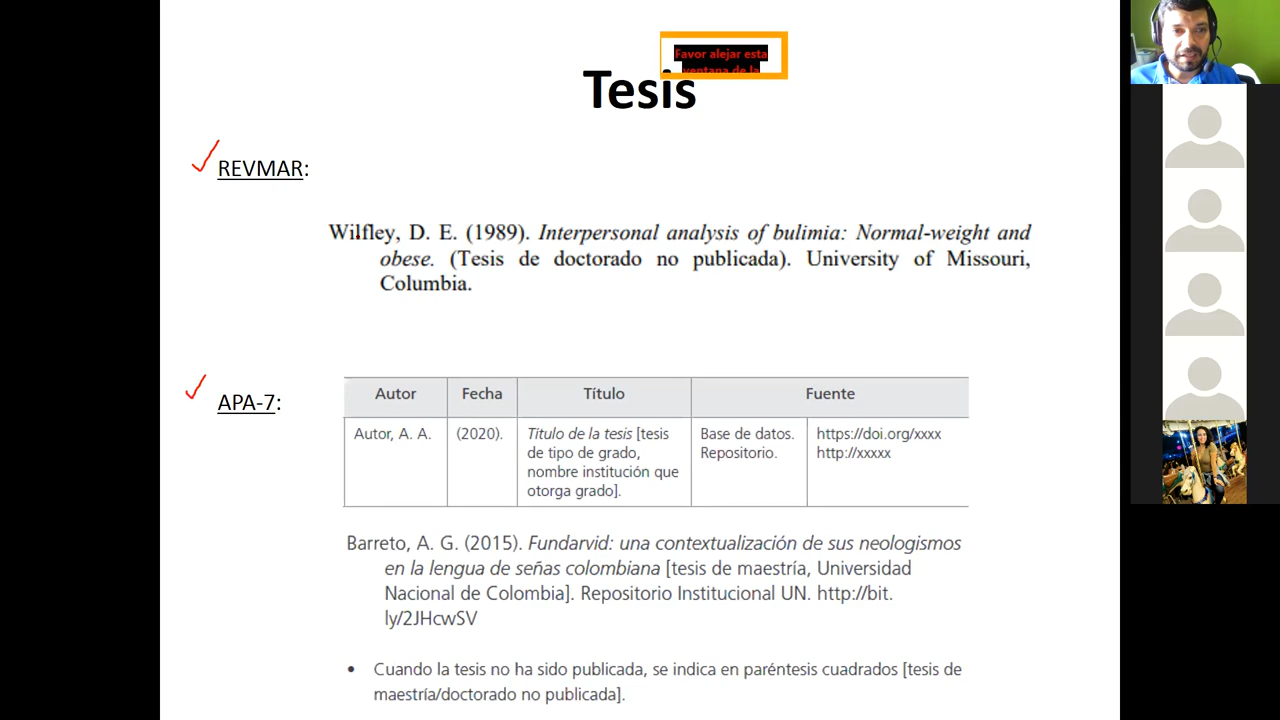 Favor alejar esta
ventana de la
Tesis
REVMAR:
Wilfley, D. E. (1989). Interpersonal analysis of bulimia: Normal-weight and
obese. (Tesis de doctorado no publicada). University of Missouri,
Columbia.
APA-7:
Autor Fecha Título Fuente
Autor, A. A. (2020). Titulo de la tesis [tesis Base de datos. https://doi.org/xxxx
de tipo de grado, Repositorio. http://xxxxx
nombre institución que
otorga grado].
Barreto, A. G. (2015). Fundarvid: una contextualización de sus neologismos
en la lengua de señas colombiana [tesis de maestría, Universidad
Nacional de Colombia]. Repositorio Institucional UN. http://bit.
ly/2JHcwSV
• Cuando la tesis no ha sido publicada, se indica en paréntesis cuadrados [tesis de
maestría/doctorado no publicada].